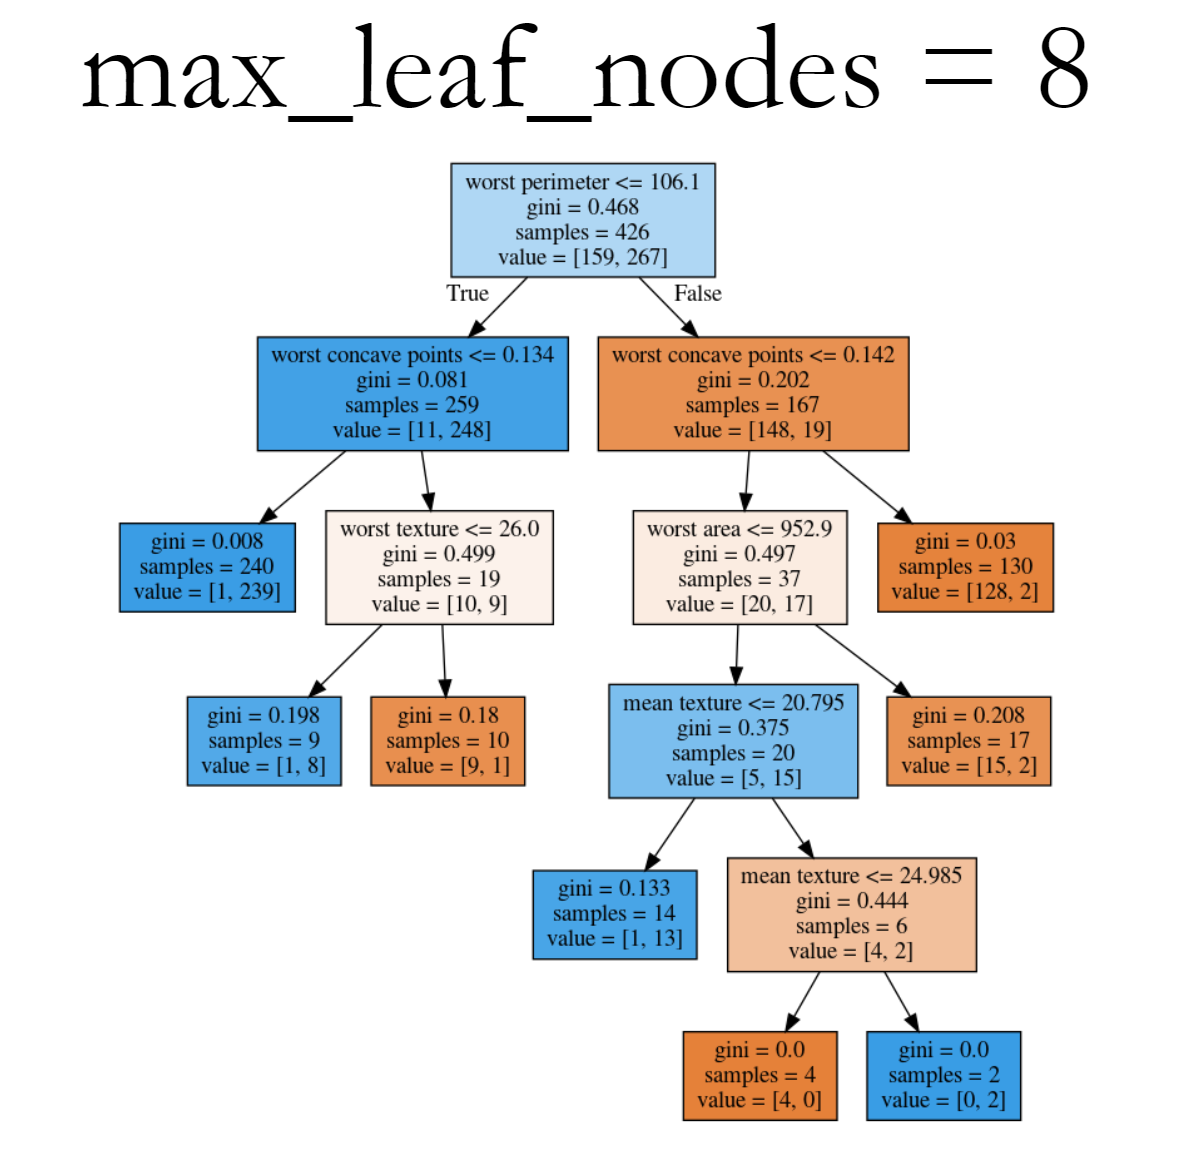 max_leaf_nodes = 8
worst perimeter <= 106.1
gini = 0.468
samples = 426
value = [159, 267]
True
False
worst concave points <= 0.134
gini = 0.081
samples = 259
value = [11, 248]
worst concave points <= 0.142
gini = 0.202
samples = 167
value = [148, 19]
gini = 0.008
samples = 240
value = [1, 239]
worst texture <= 26.0
gini = 0.499
samples = 19
value = [10, 9]
worst area <= 952.9
gini = 0.497
samples = 37
value = [20, 17]
gini = 0.03
samples = 130
value = [128, 2]
gini = 0.198
samples = 9
value = [1, 8]
gini = 0.18
samples = 10
value = [9, 1]
mean texture <= 20.795
gini = 0.375
samples = 20
value = [5, 15]
gini = 0.208
samples = 17
value = [15, 2]
gini = 0.133
samples = 14
value = [1, 13]
mean texture <= 24.985
gini = 0.444
samples = 6
value = [4, 2]
gini = 0.0
samples = 4
value = [4, 0]
gini = 0.0
samples = 2
value = [0, 2]